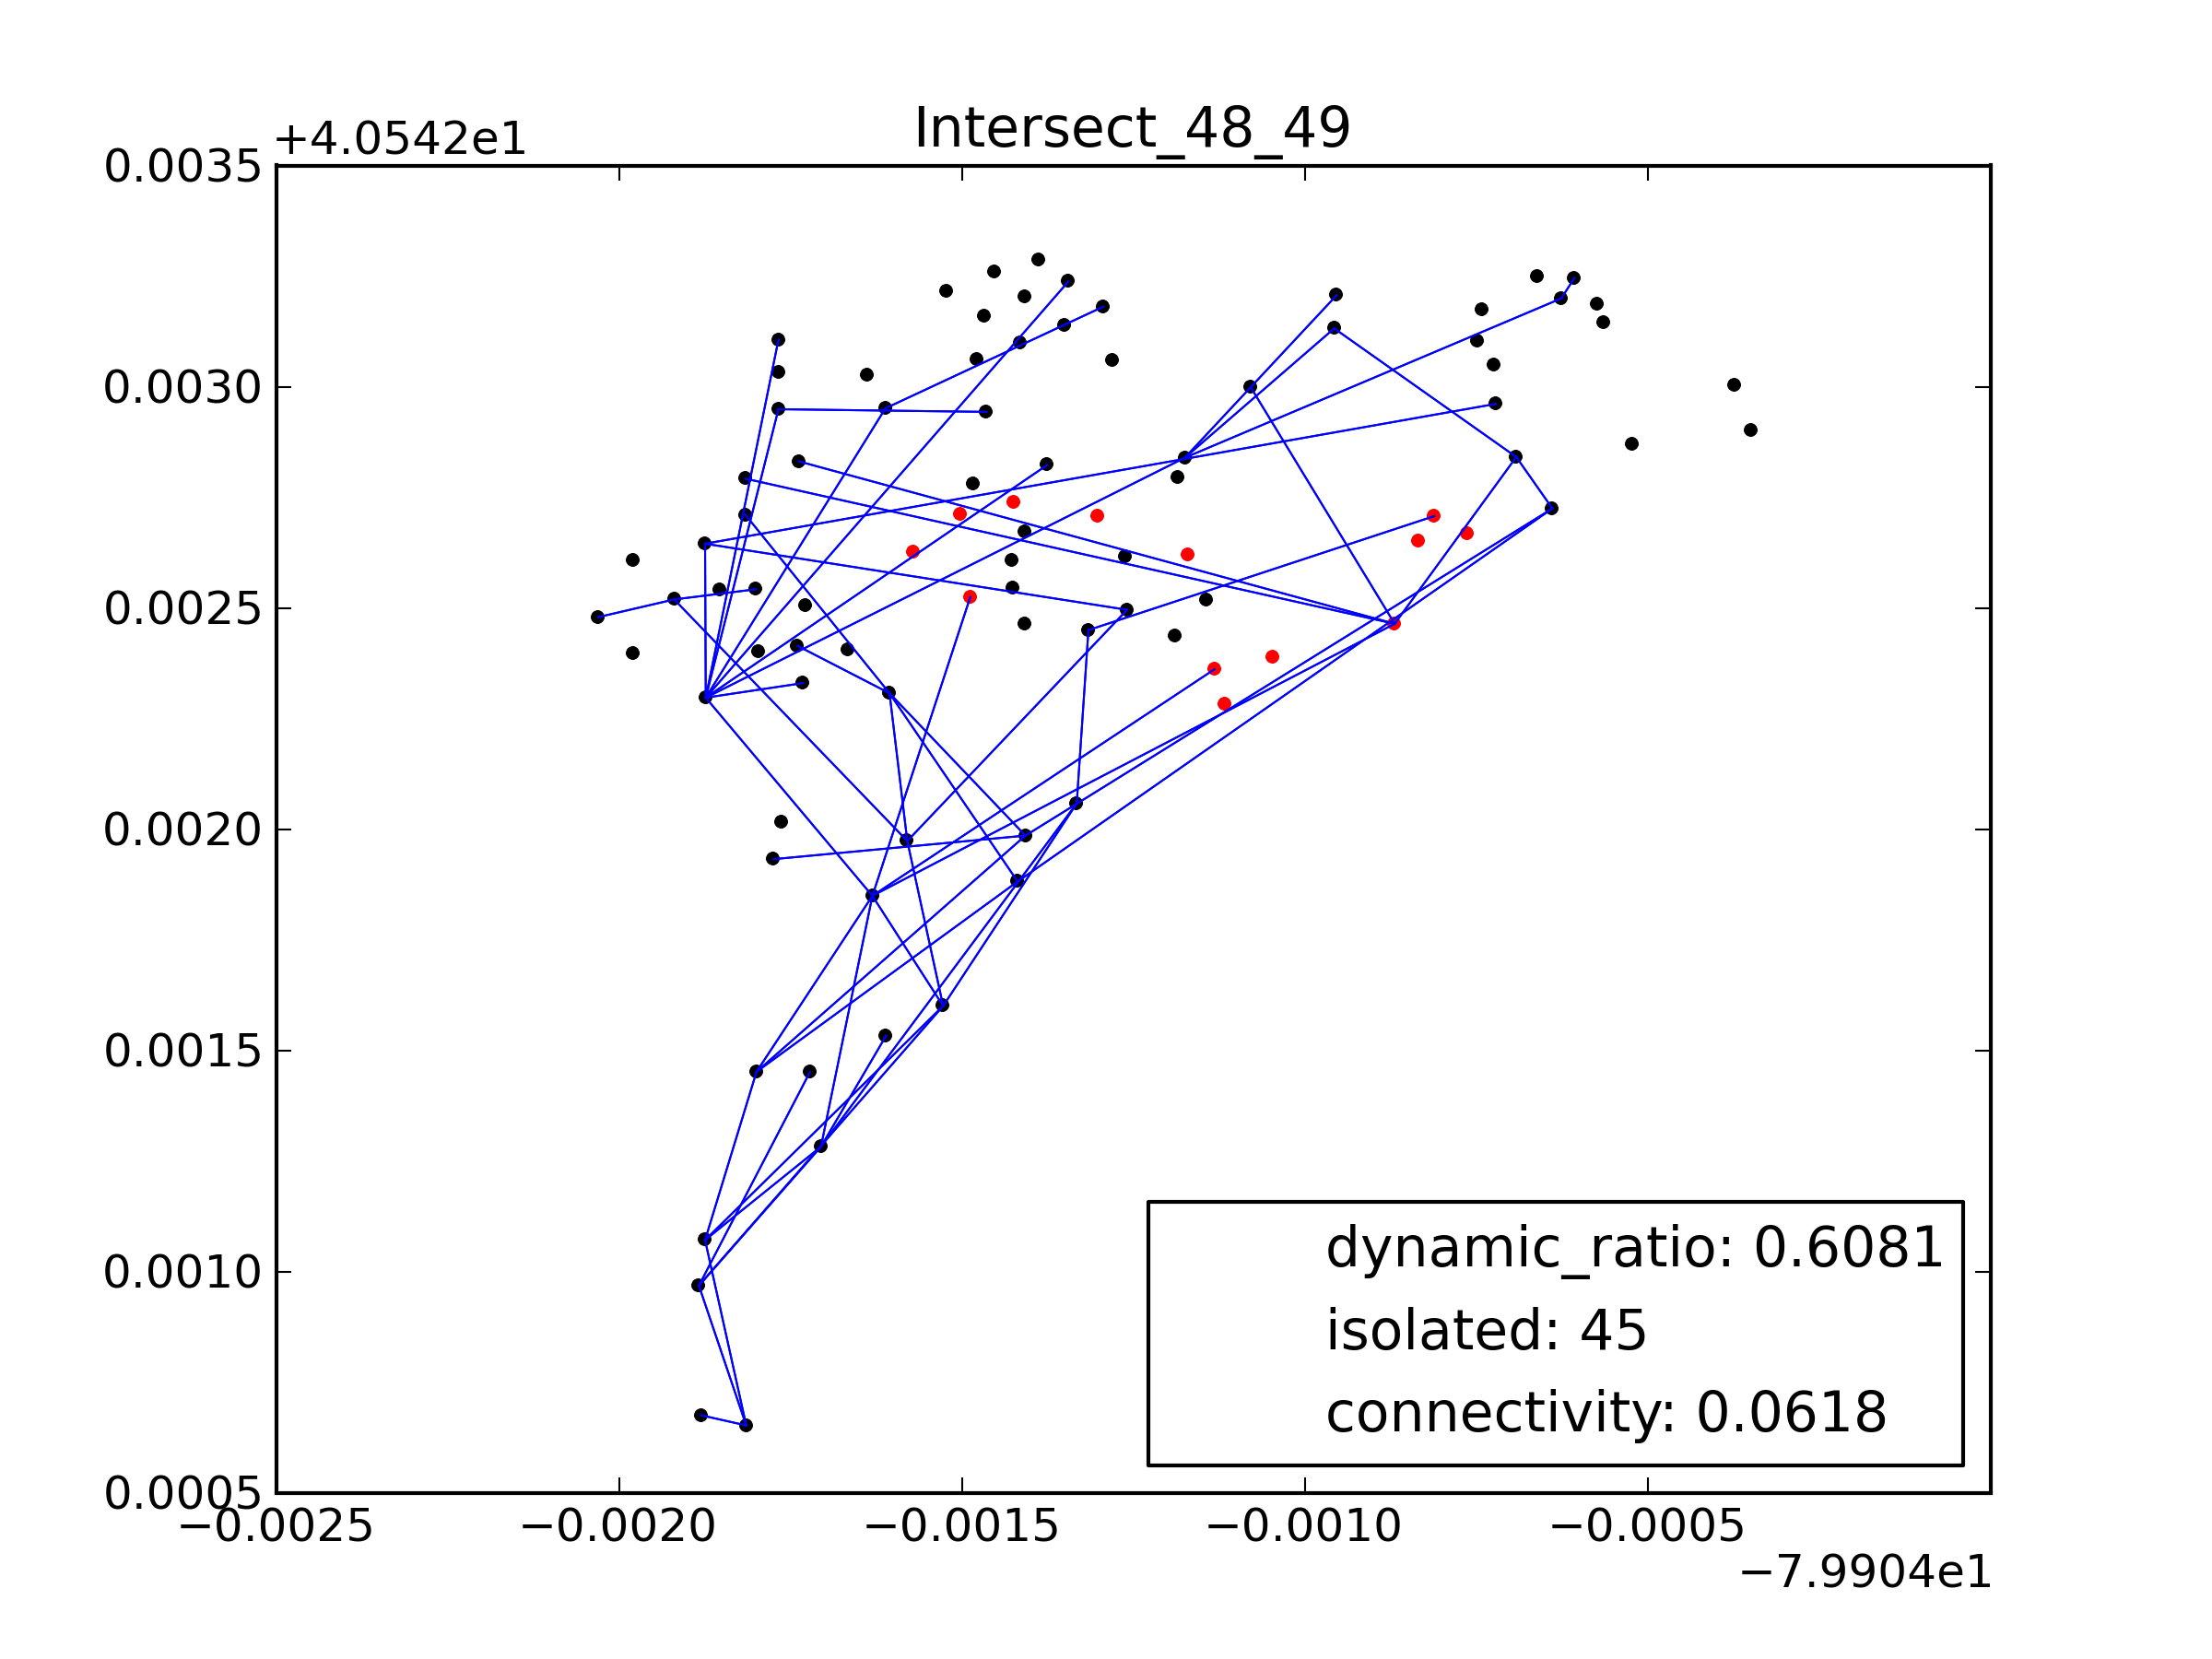 Intersect_48_49
+4.0542e1
0.0035
0.0030
0.0025
0.0020
0.0015
0.0010
0.0005
dynamic_ratio: 0.6081
isolated: 45
connectivity: 0.0618
−0.0025 −0.0020 −0.0015 −0.0010 −0.0005
−7.9904e1